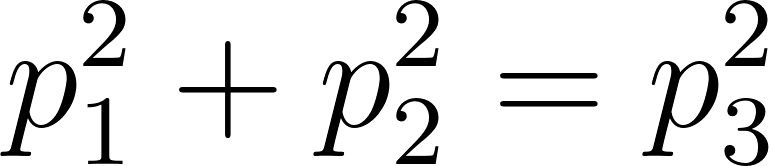 p_1^2 + p_2^2 = p_3^2